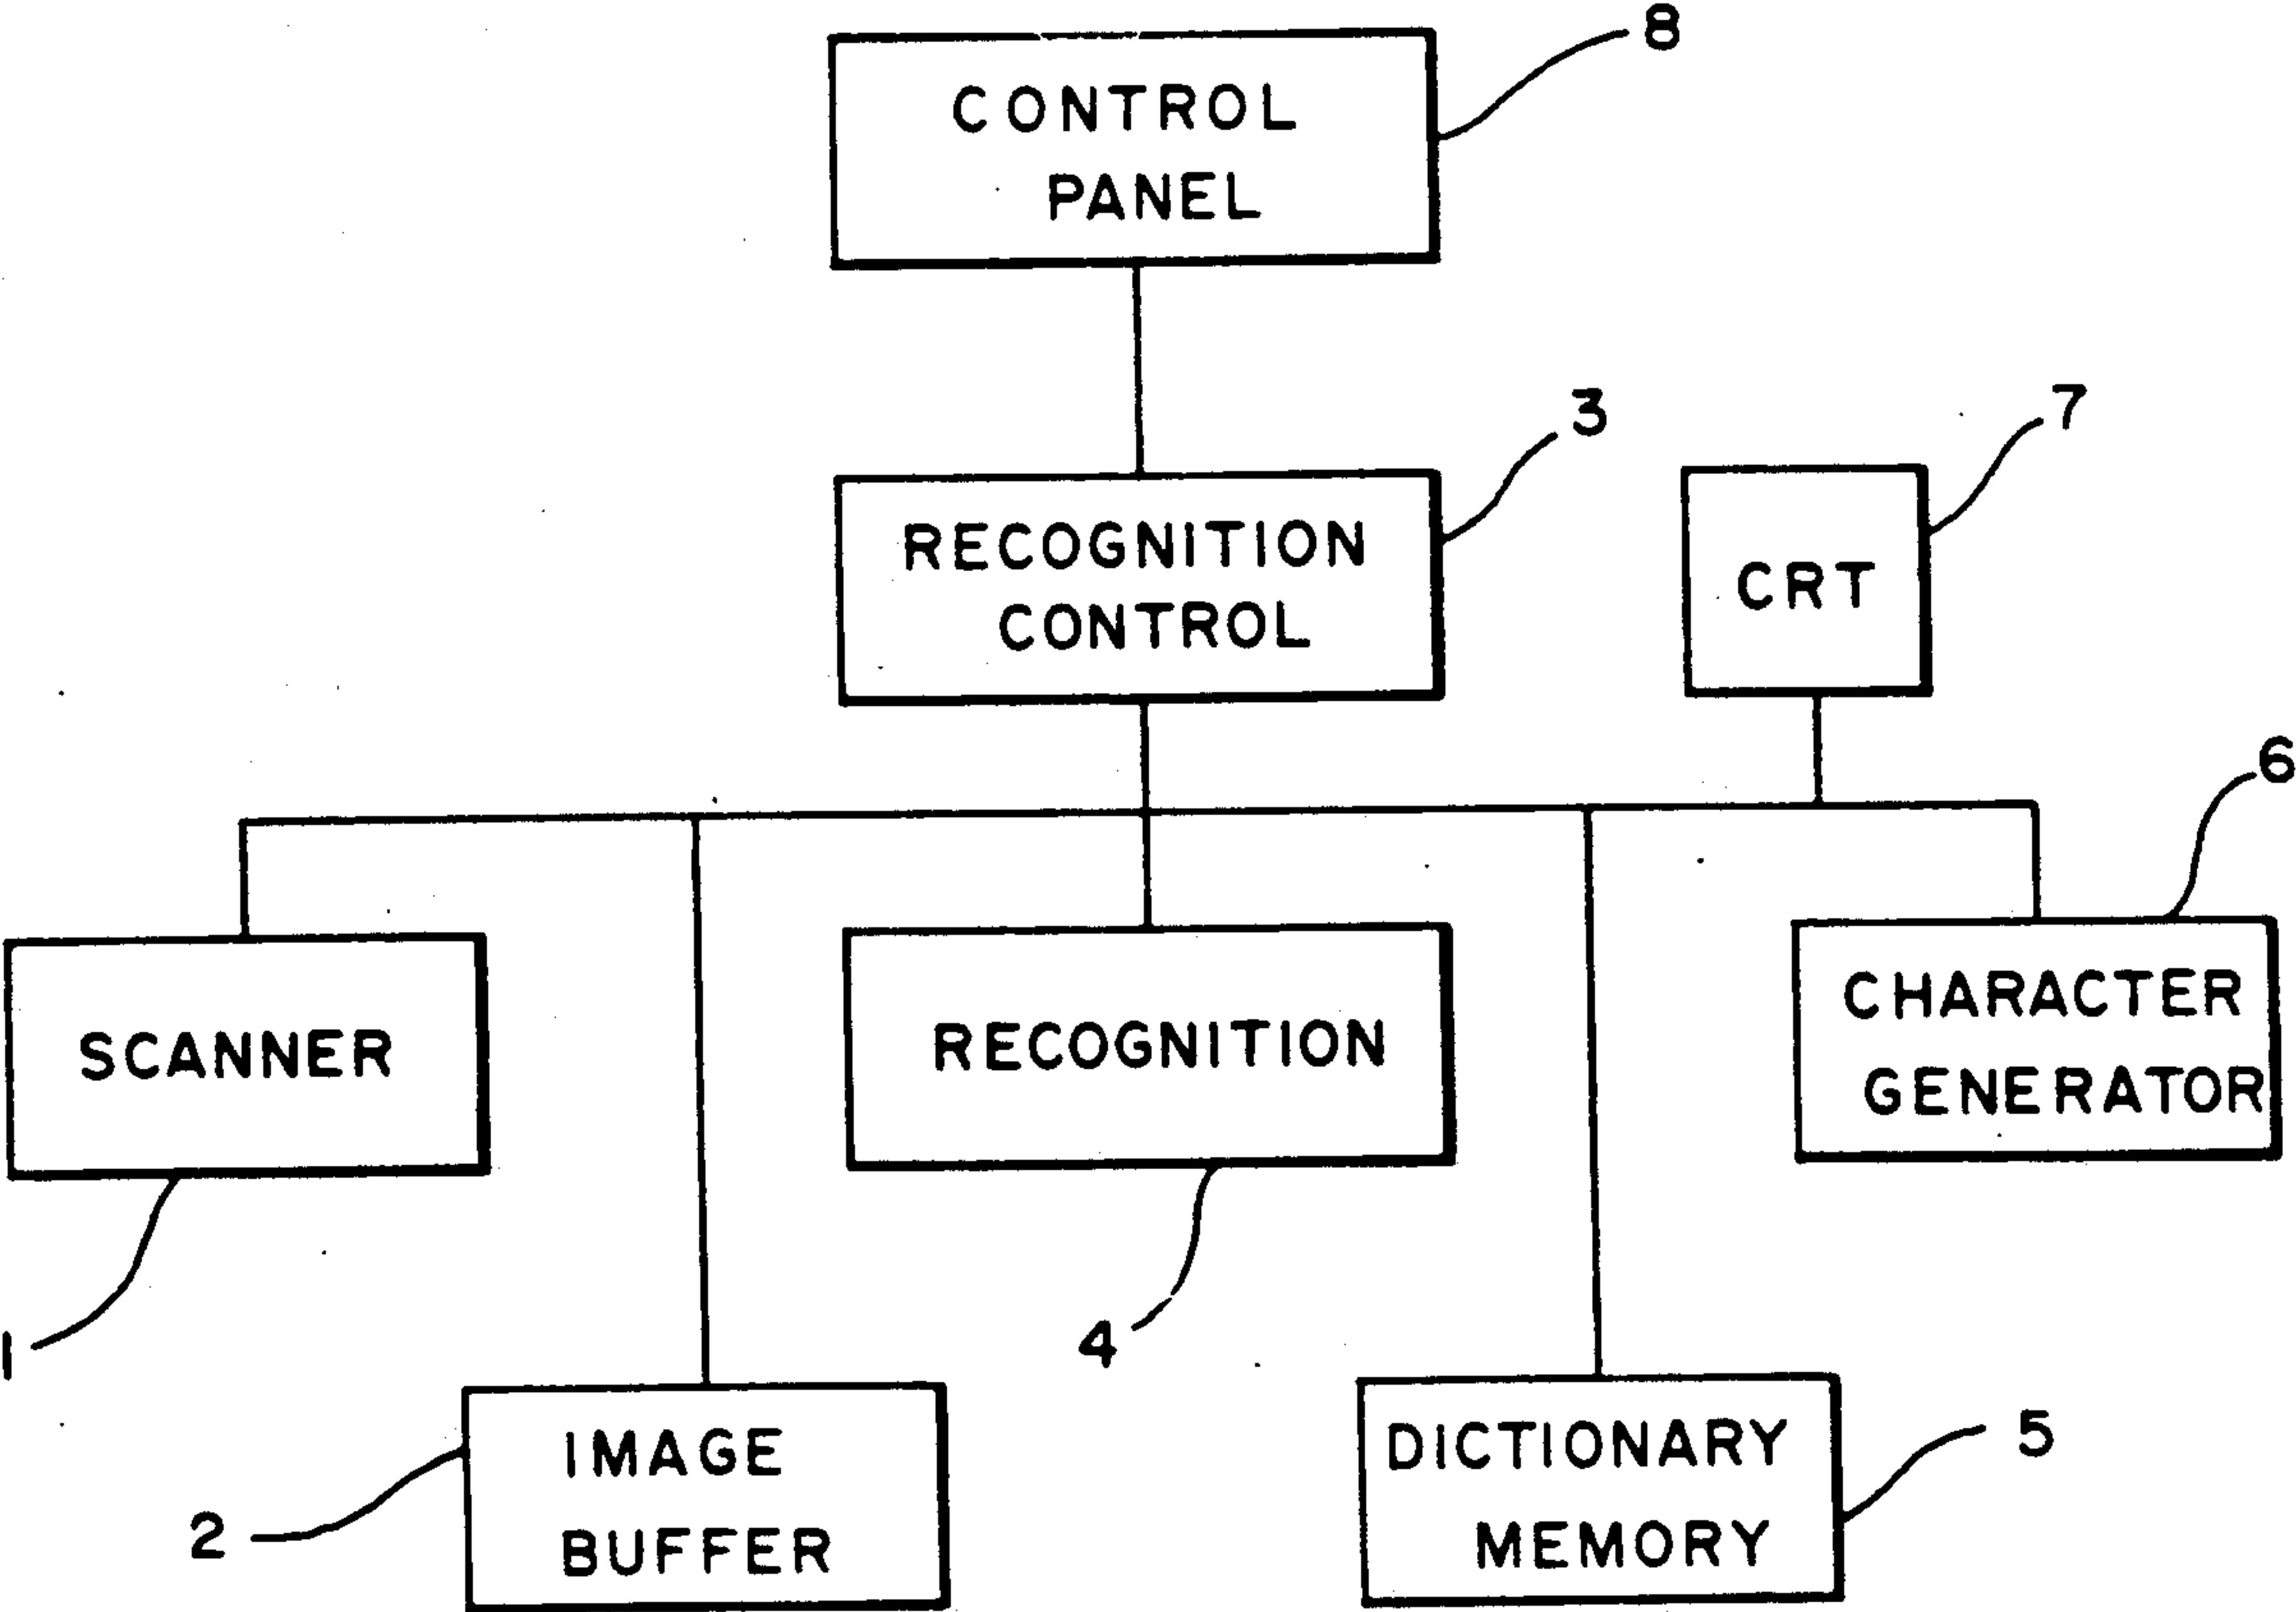 8
CONTROL
PANEL
3
7
RECOGNITION
CONTROL
CRT
6
SCANNER
RECOGNITION
CHARACTER
GENERATOR
1
4
IMAGE
BUFFER
2
DICTIONARY
MEMORY
5